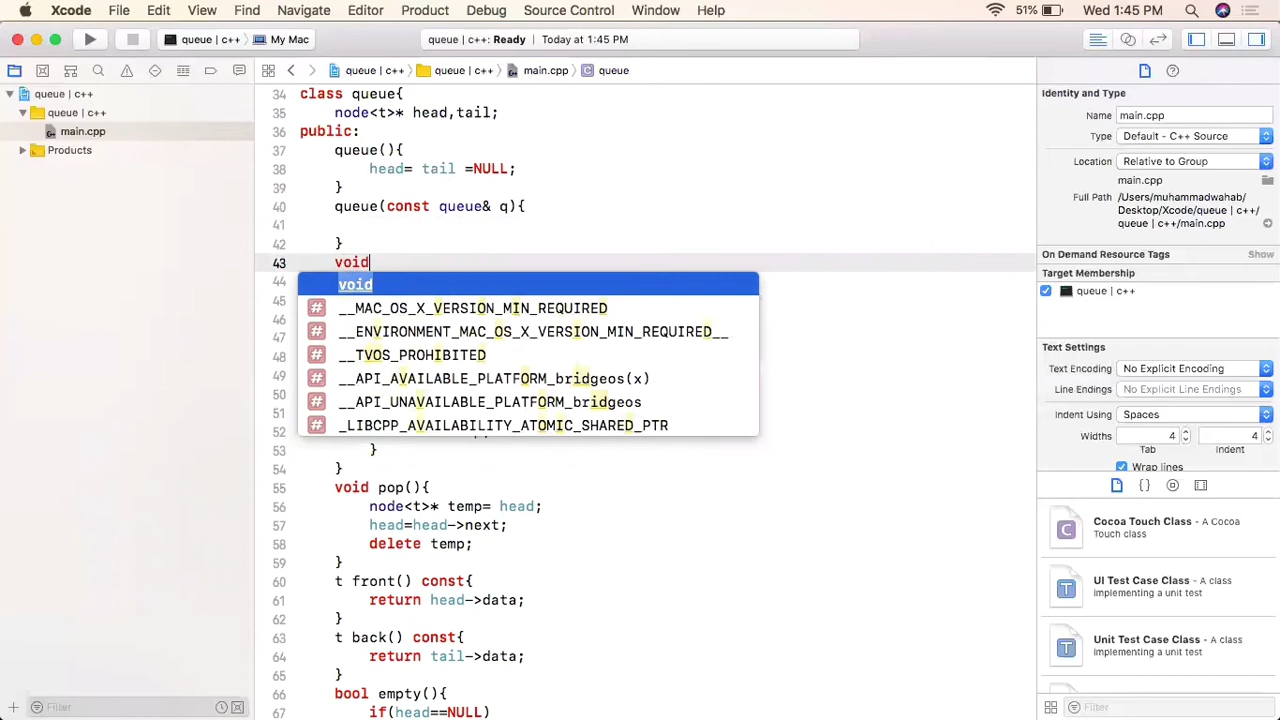 Xcode File Edit View Find Navigate Editor Product Debug Source Control Window Help 51% Wed 1:45 PM
queue | c++ My Mac queue | c++: Ready Today at 1:45 PM
queue | c++ queue | c++ main.cpp C queue
queue | c++
queue | c++
main.cpp
Products
Filter
34 class queue{
35 node<t>* head,tail;
36 public:
37 queue(){
38 head= tail =NULL;
39 }
40 queue(const queue& q){
41
42 }
43 void
44 void
45 # __MAC_OS_X_VERSION_MIN_REQUIRED
46 # __ENVIRONMENT_MAC_OS_X_VERSION_MIN_REQUIRED__
48 # __TVOS_PROHIBITED
49 # __API_AVAILABLE_PLATFORM_bridgeos(x)
50 # __API_UNAVAILABLE_PLATFORM_bridgeos
51 # _LIBCPP_AVAILABILITY_ATOMIC_SHARED_PTR
52
53 }
54 }
55 void pop(){
56 node<t>* temp= head;
57 head=head->next;
58 delete temp;
59 }
60 t front() const{
61 return head->data;
62 }
63 t back() const{
64 return tail->data;
65 }
66 bool empty(){
67 if(head==NULL)
Identity and Type
Name main.cpp
Type Default - C++ Source
Location Relative to Group
main.cpp
Full Path /Users/muhammadwahab/
Desktop/Xcode/queue | c++/
queue | c++/main.cpp
On Demand Resource Tags Show
Target Membership
queue | c++
Text Settings
Text Encoding No Explicit Encoding
Line Endings No Explicit Line Endings
Indent Using Spaces
Widths 4 4
Tab Indent
Wrap lines
{ }
C Cocoa Touch Class - A Cocoa
Touch class
T UI Test Case Class - A class
implementing a unit test
T Unit Test Case Class - A class
implementing a unit test
Filter